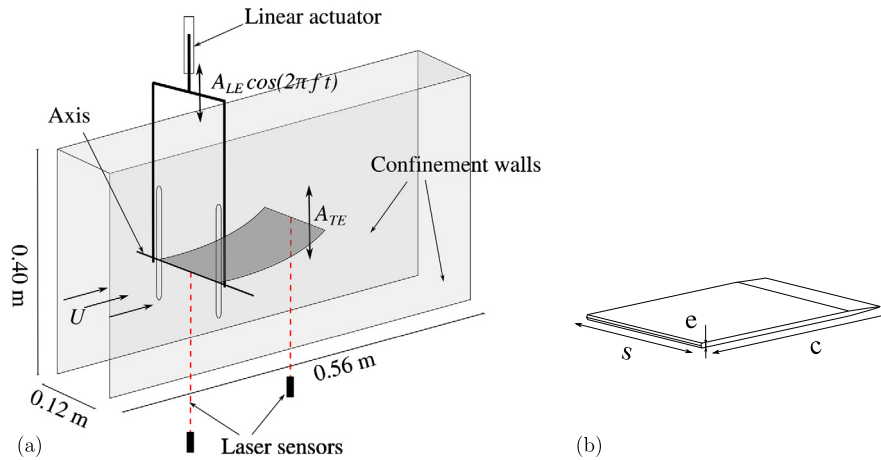 Linear actuator
A_LE cos(2π f t)
Axis
Confinement walls
A_TE
0.40 m
U
e
s
c
0.56 m
0.12 m
Laser sensors
(a)
(b)